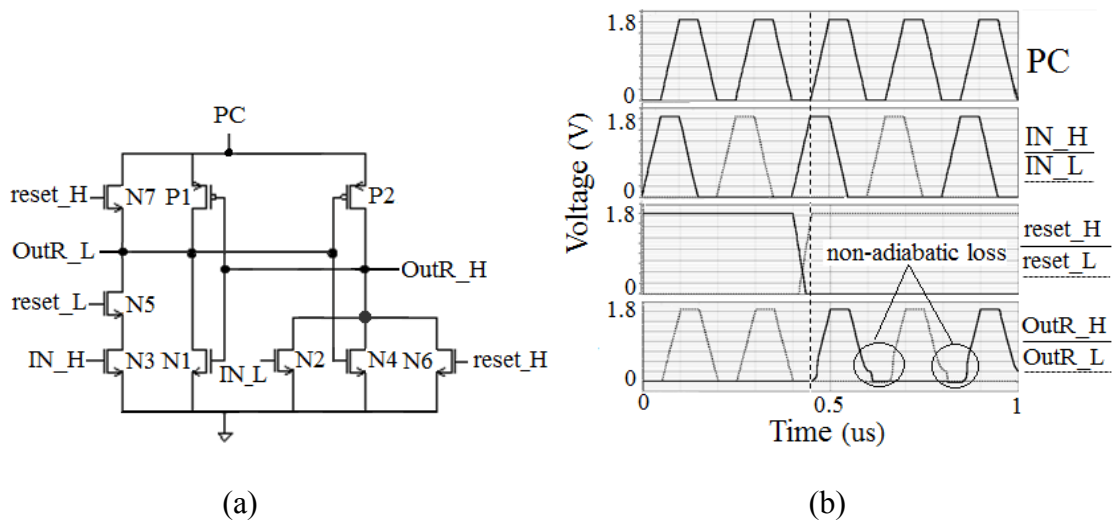 PC
reset_H
N7
P1
P2
OutR_L
OutR_H
reset_L
N5
IN_H
N3
N1
IN_L
N2
N4
N6
reset_H
(a)
Voltage (V)
1.8
0
PC
1.8
0
IN_H
IN_L
1.8
reset_H
reset_L
non-adiabatic loss
1.8
0
OutR_H
OutR_L
0
0.5
1
Time (us)
(b)